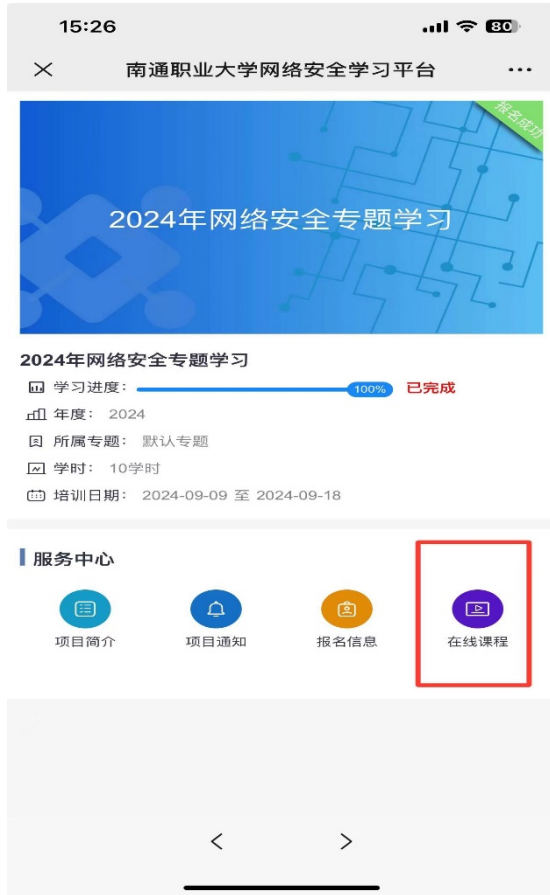 15:26
80
南通职业大学网络安全学习平台
报名成功
2024年网络安全专题学习
2024年网络安全专题学习
学习进度： 100% 已完成
年度： 2024
所属专题： 默认专题
学时： 10学时
培训日期： 2024-09-09 至 2024-09-18
服务中心
项目简介 项目通知 报名信息 在线课程